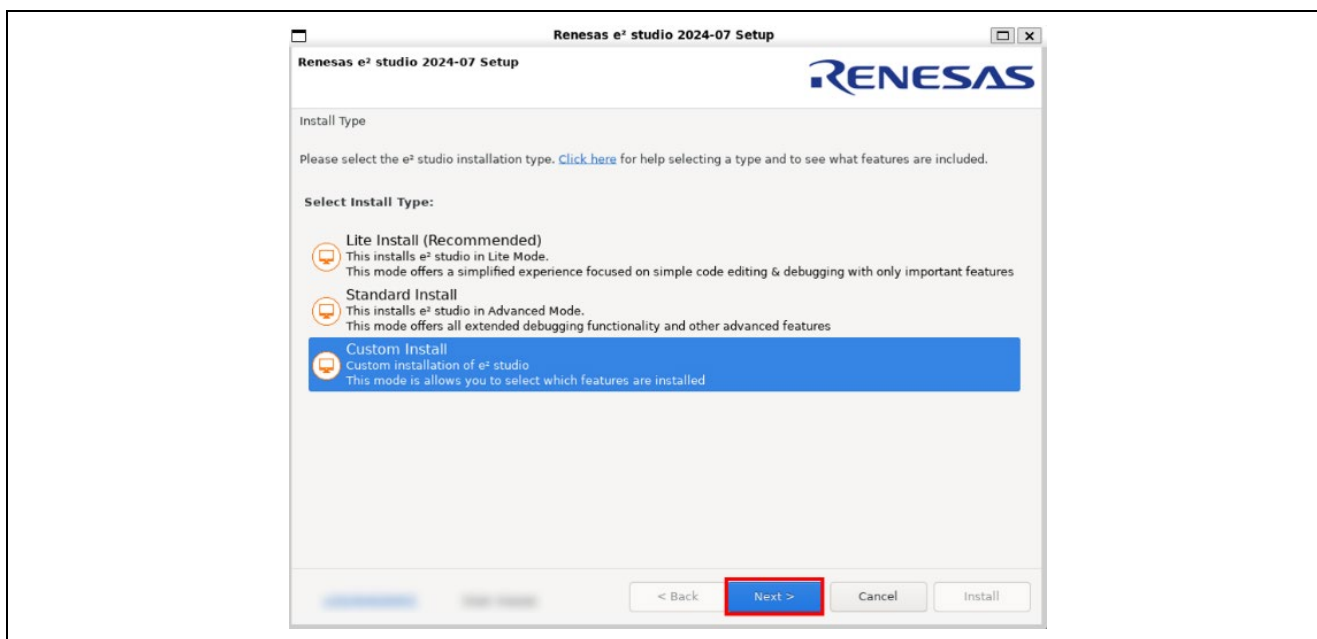 Renesas e² studio 2024-07 Setup
Renesas e² studio 2024-07 Setup
RENESAS
Install Type
Please select the e² studio installation type. Click here for help selecting a type and to see what features are included.
Select Install Type:
Lite Install (Recommended)
This installs e² studio in Lite Mode.
This mode offers a simplified experience focused on simple code editing & debugging with only important features
Standard Install
This installs e² studio in Advanced Mode.
This mode offers all extended debugging functionality and other advanced features
Custom Install
Custom installation of e² studio
This mode is allows you to select which features are installed
< Back Next > Cancel Install